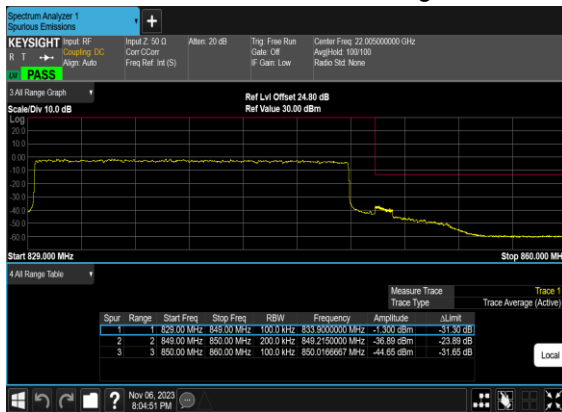 Spectrum Analyzer 1
Spurious Emissions
+
KEYSIGHT Input: RF Input Z: 50 Ω Atten: 20 dB Trig: Free Run Center Freq: 22.005000000 GHz
R T Coupling: DC Corr CCorr Gate: Off Avg|Hold: 100/100
Align: Auto Freq Ref: Int (S) IF Gain: Low Radio Std: None
PASS
3 All Range Graph Ref Lvl Offset 24.80 dB
Scale/Div 10.0 dB Ref Value 30.00 dBm
Log
20.0
10.0
0.00
-10.0
-20.0
-30.0
-40.0
-50.0
-60.0
Start 829.000 MHz Stop 860.000 MH
4 All Range Table
Measure Trace Trace 1
Trace Type Trace Average (Active)
Spur Range Start Freq Stop Freq RBW Frequency Amplitude ΔLimit
1 1 829.00 MHz 849.00 MHz 100.0 kHz 833.9000000 MHz -1.300 dBm -31.30 dB
2 2 849.00 MHz 850.00 MHz 200.0 kHz 849.2150000 MHz -36.89 dBm -23.89 dB
3 3 850.00 MHz 860.00 MHz 100.0 kHz 850.0166667 MHz -44.65 dBm -31.65 dB
Local
? Nov 06, 2023
8:04:51 PM